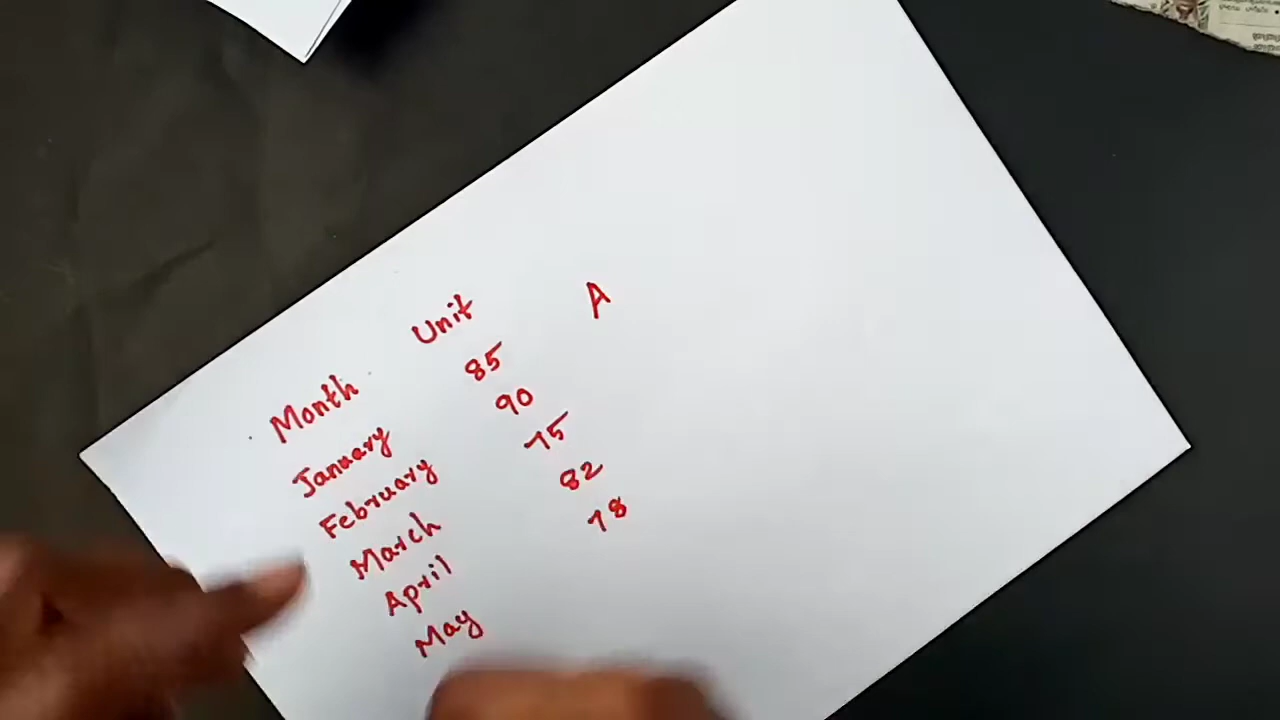 Month Unit A
January 85
February 90
March 75
April 82
May 78